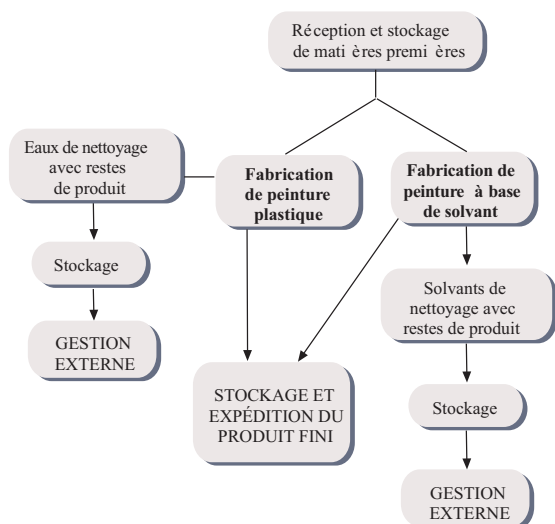 Réception et stockage
de mati ères premi ères
Eaux de nettoyage
avec restes
de produit
Fabrication
de peinture
plastique
Fabrication de
peinture à base
de solvant
Stockage
Solvants de
nettoyage avec
restes de produit
GESTION
EXTERNE
STOCKAGE ET
EXPÉDITION DU
PRODUIT FINI
Stockage
GESTION
EXTERNE